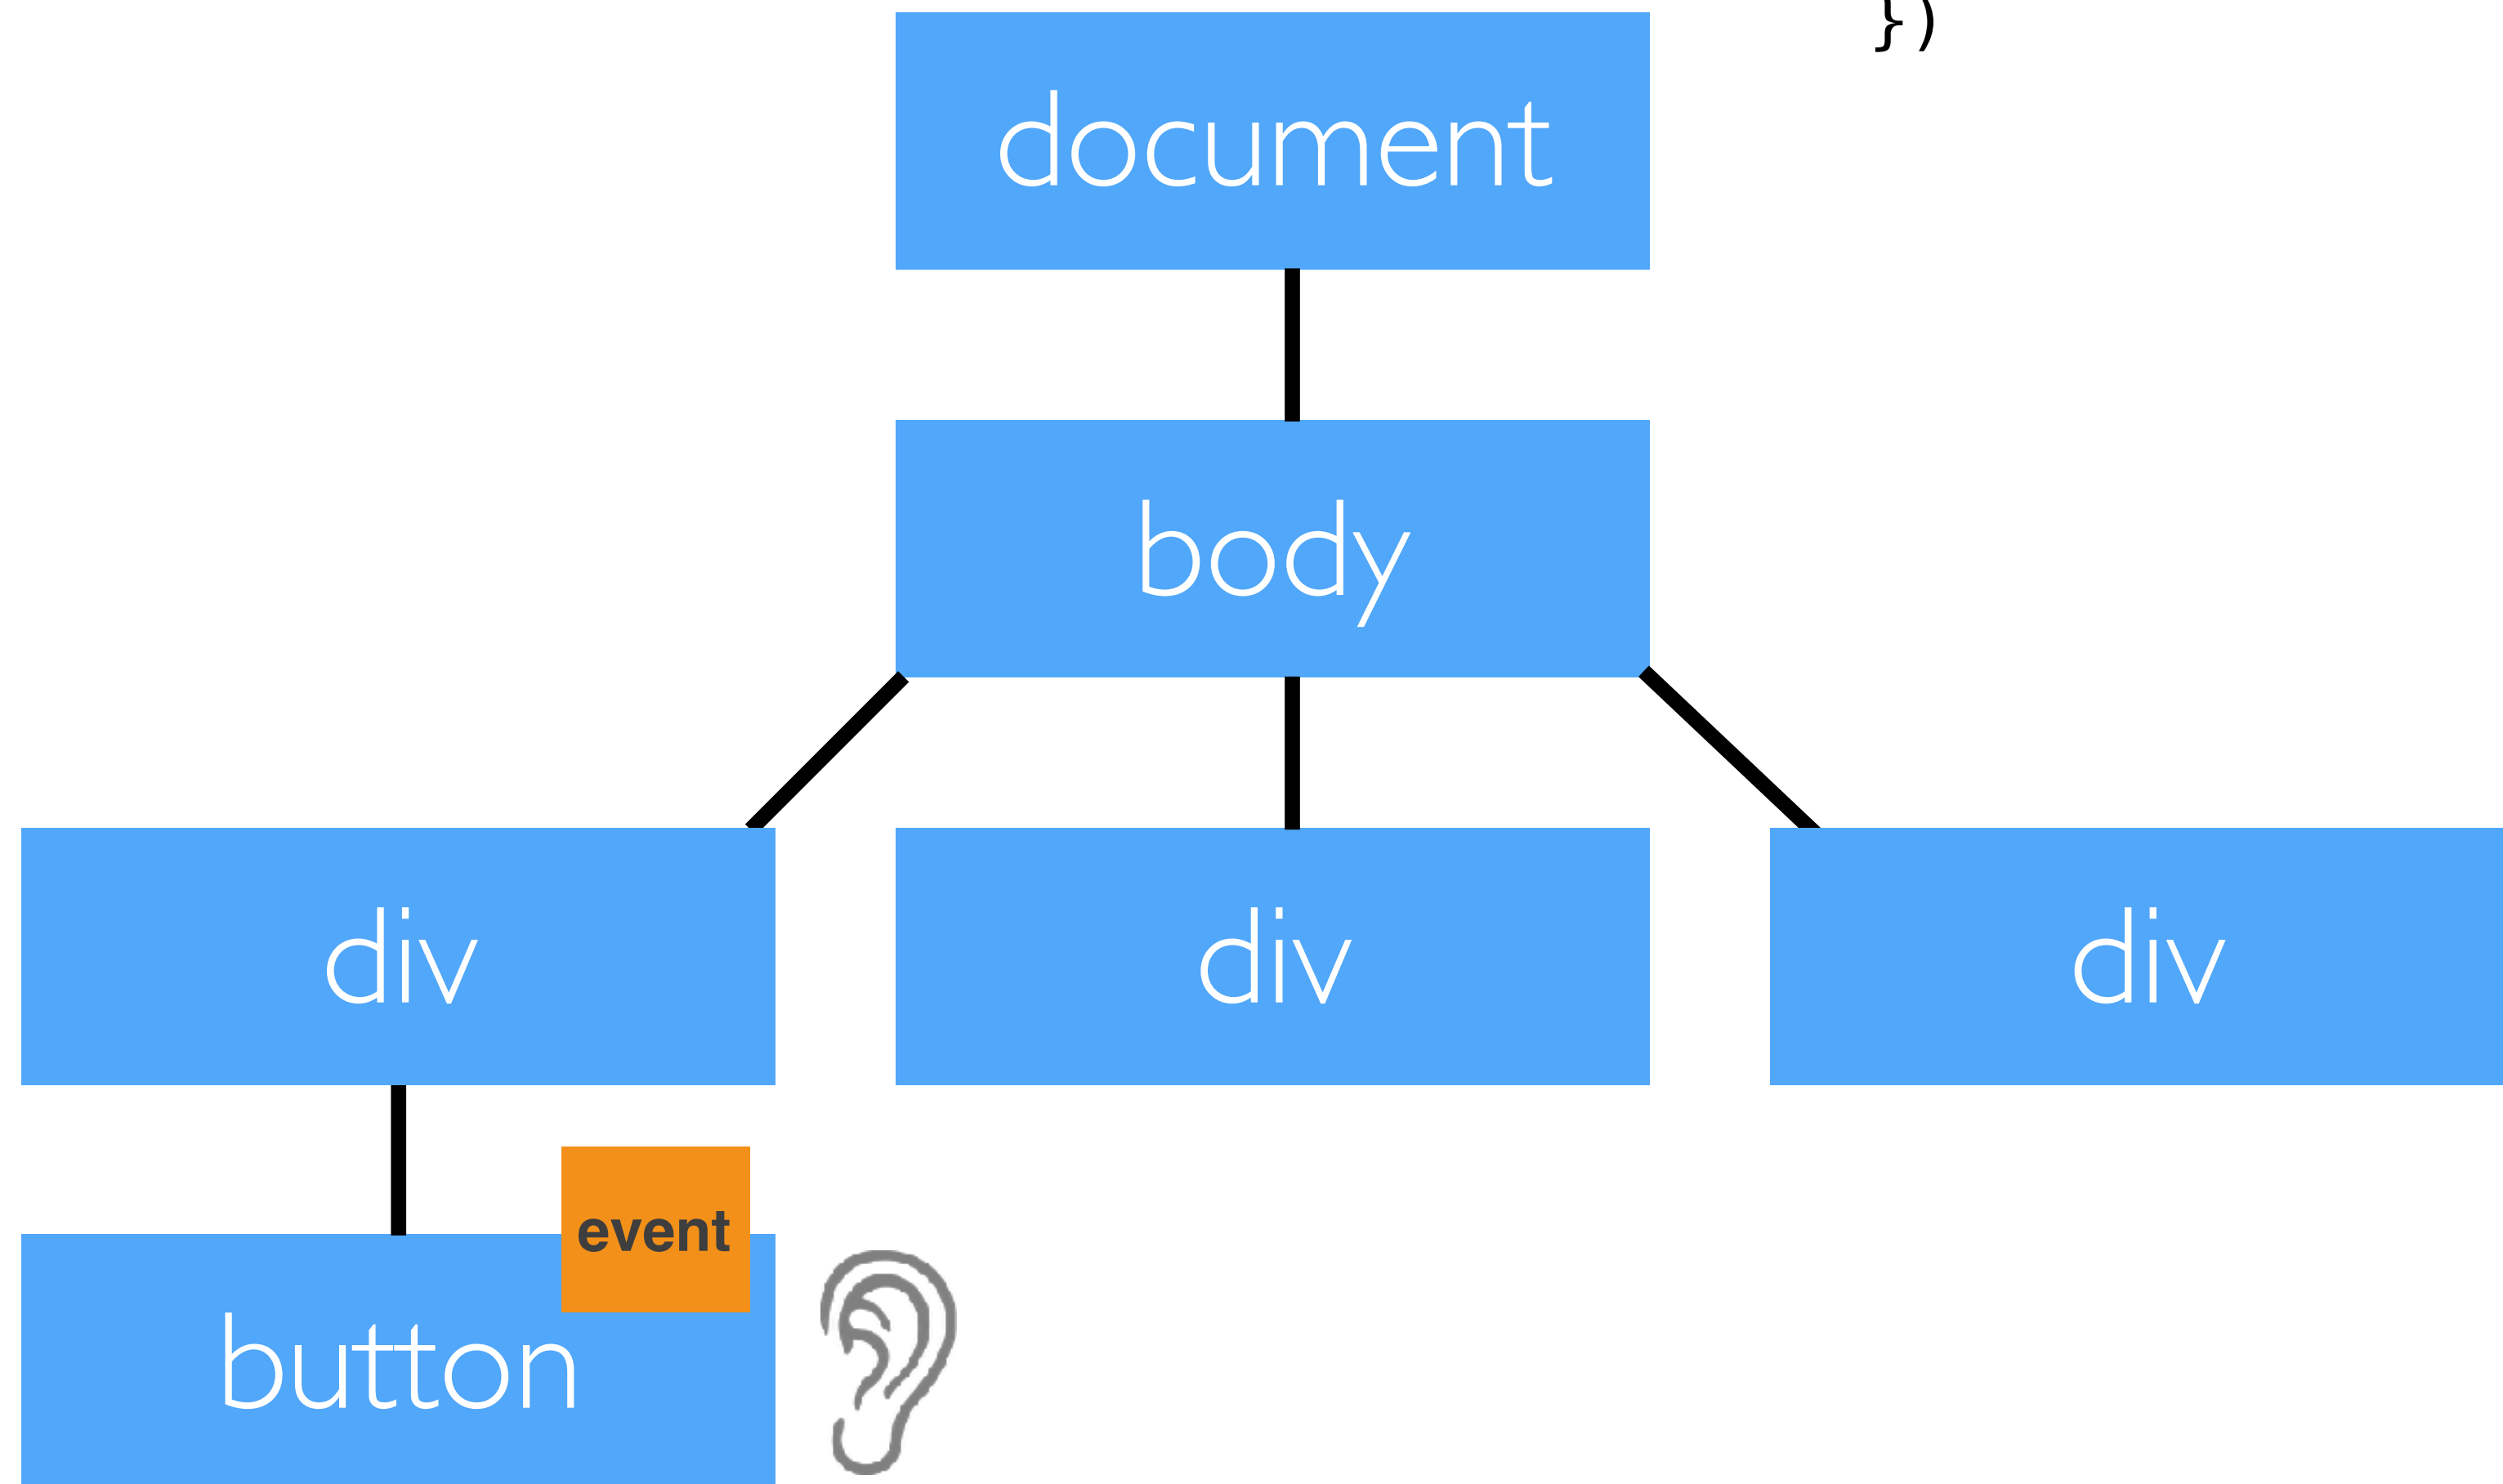 })
document
body
div
div
div
event
button